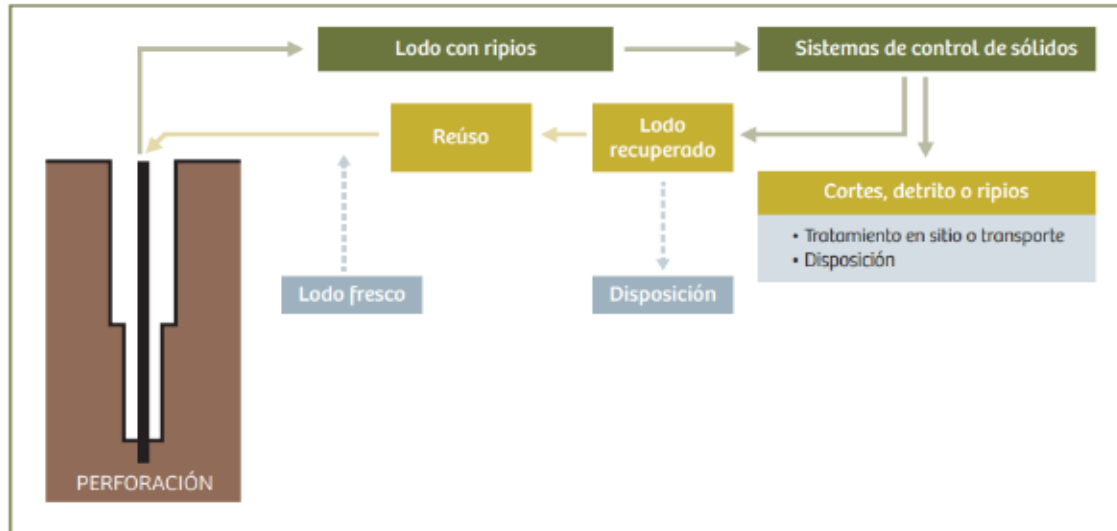 Lodo con ripios
Sistemas de control de sólidos
Reúso
Lodo
recuperado
Cortes, detrito o ripios
• Tratamiento en sitio o transporte
• Disposición
Lodo fresco
Disposición
PERFORACIÓN